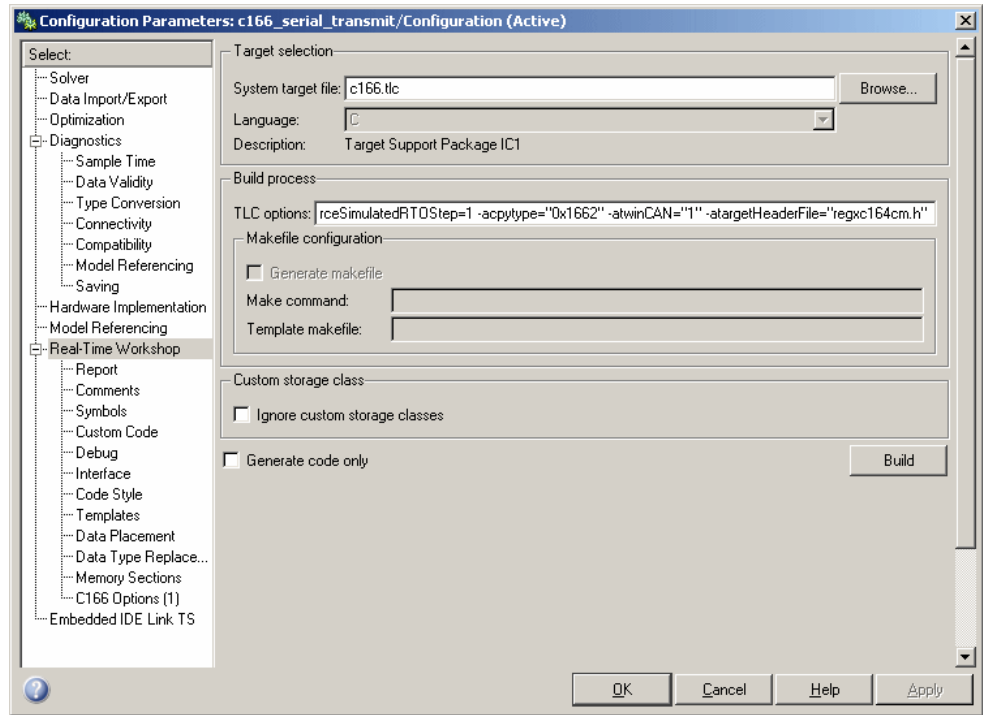 Configuration Parameters: c166_serial_transmit/Configuration (Active)
Select:
Solver
Data Import/Export
Optimization
Diagnostics
Sample Time
Data Validity
Type Conversion
Connectivity
Compatibility
Model Referencing
Saving
Hardware Implementation
Model Referencing
Real-Time Workshop
Report
Comments
Symbols
Custom Code
Debug
Interface
Code Style
Templates
Data Placement
Data Type Replace...
Memory Sections
C166 Options (1)
Embedded IDE Link TS
Target selection
System target file: c166.tlc Browse...
Language: C
Description: Target Support Package IC1
Build process
TLC options: rceSimulatedRTOStep=1 -acpytype="0x1662" -atwinCAN="1" -atargetHeaderFile="regxc164cm.h"
Makefile configuration
Generate makefile
Make command:
Template makefile:
Custom storage class
Ignore custom storage classes
Generate code only Build
OK Cancel Help Apply